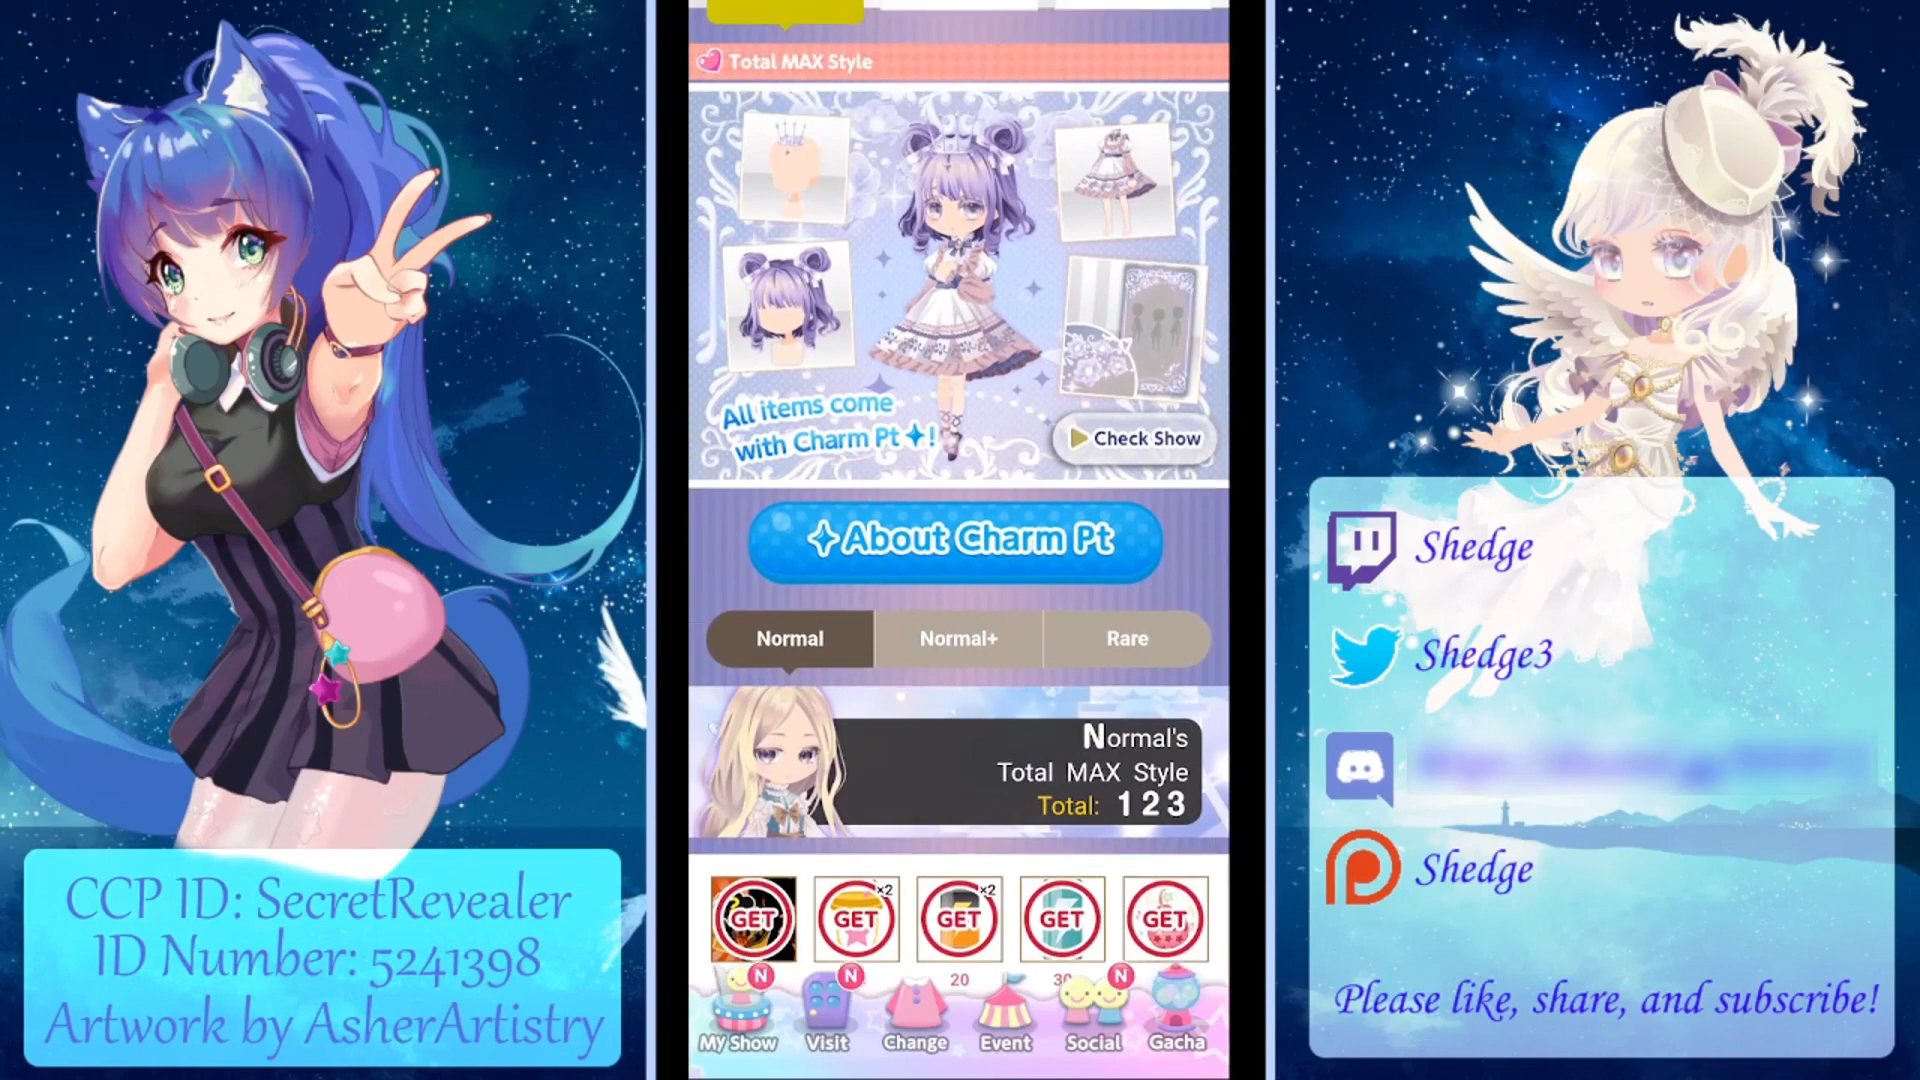 Total MAX Style
All items come
with Charm Pt!
Check Show
About Charm Pt
Normal
Normal+
Rare
Normal's
Total MAX Style
Total: 123
GET
×2
GET
×2
GET
GET
GET
20
N
N
N
My Show
Visit
Change
Event
Social
Gacha
CCP ID: SecretRevealer
ID Number: 5241398
Artwork by AsherArtistry
Shedge
Shedge3
Shedge
Please like, share, and subscribe!